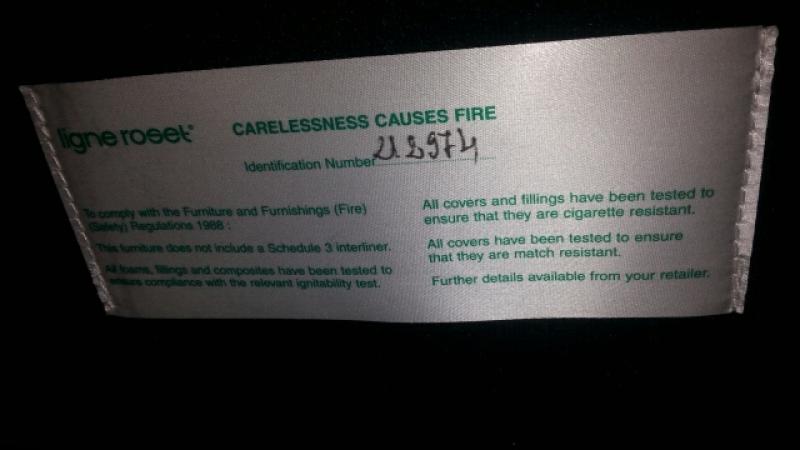 ligne roset®
CARELESSNESS CAUSES FIRE
Identification Number
To comply with the Furniture and Furnishings (Fire)
(Safety) Regulations 1988 :
This furniture does not include a Schedule 3 interliner.
All foams, fillings and composites have been tested to
ensure compliance with the relevant ignitability test.
All covers and fillings have been tested to
ensure that they are cigarette resistant.
All covers have been tested to ensure
that they are match resistant.
Further details available from your retailer.